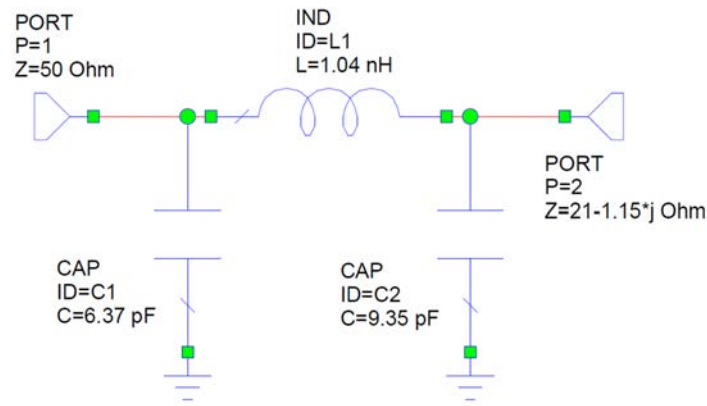 PORT
P=1
Z=50 Ohm
IND
ID=L1
L=1.04 nH
PORT
P=2
Z=21-1.15*j Ohm
CAP
ID=C1
C=6.37 pF
CAP
ID=C2
C=9.35 pF